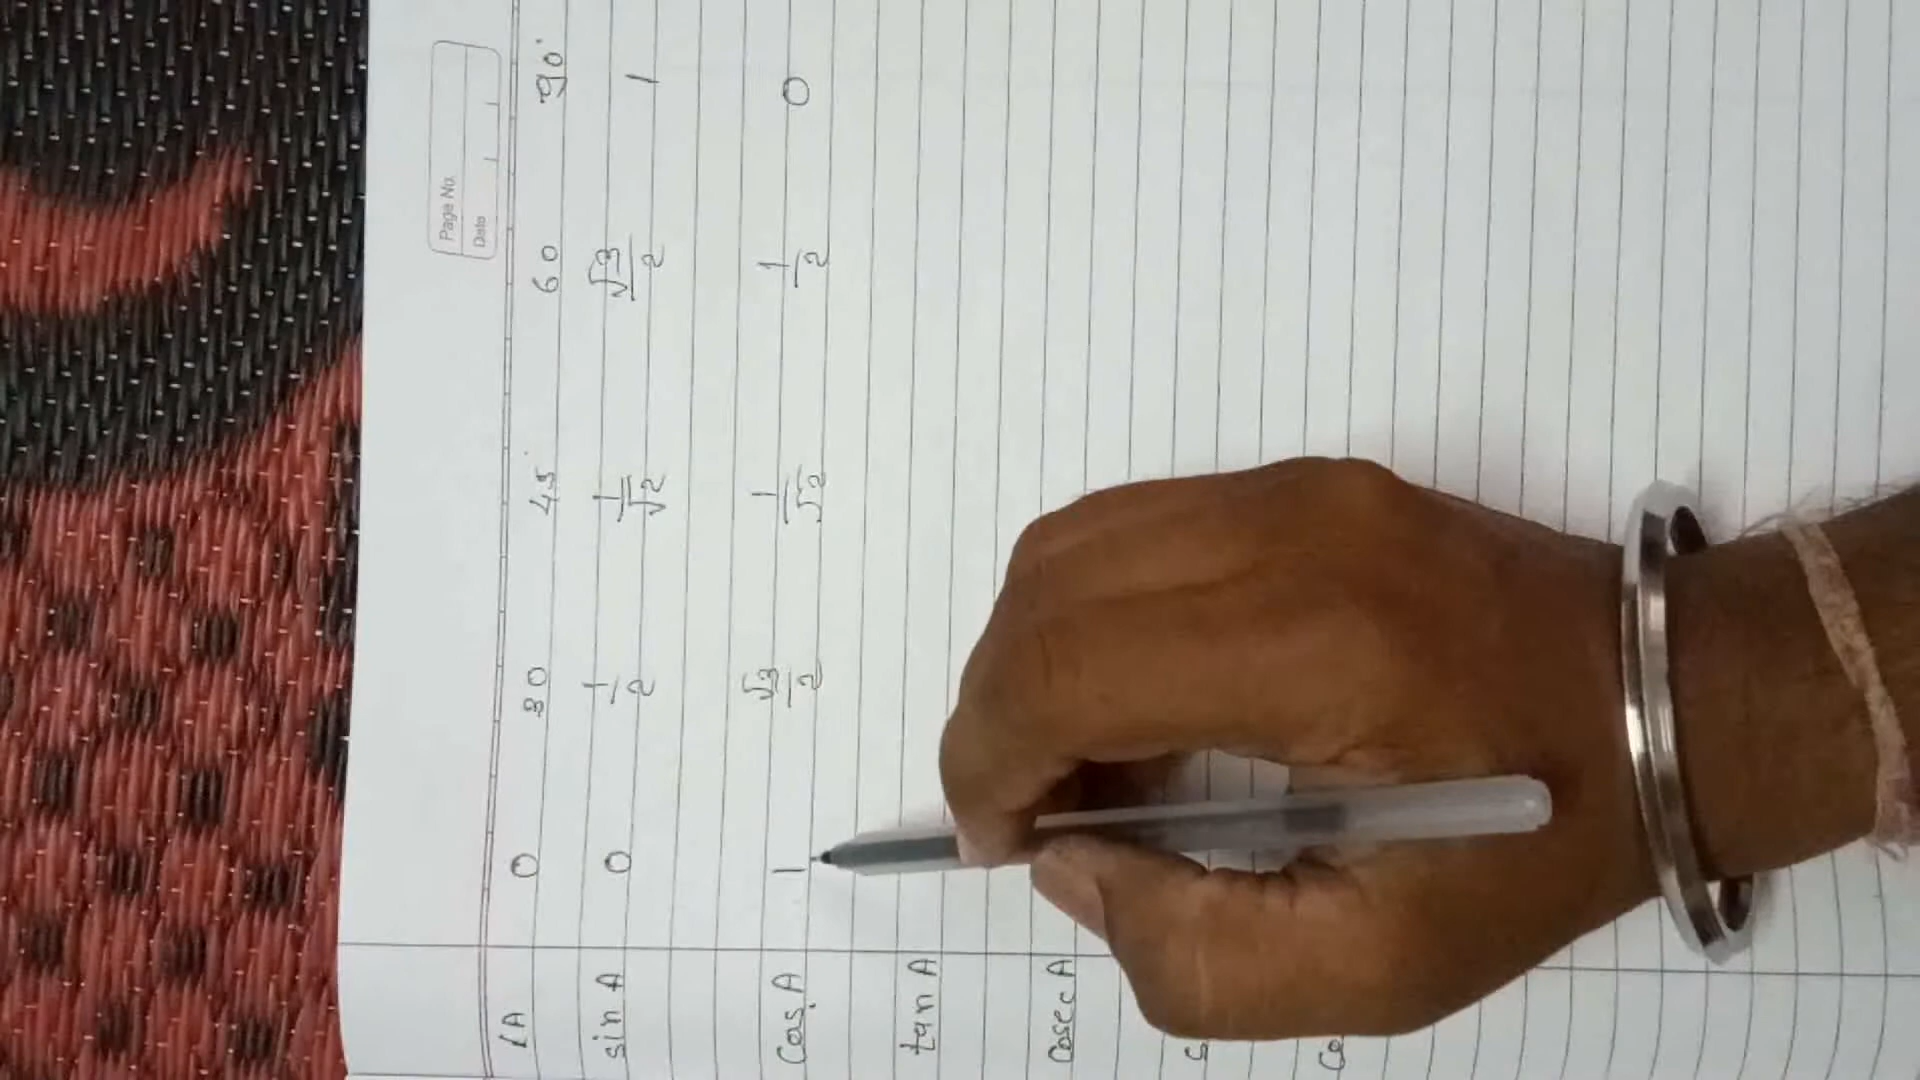 Page No.
Date
∠A 0 30 45° 60 90°
sin A 0 1/2 1/√2 √3/2 1
Cos A 1 √3/2 1/√2 1/2 0
tan A
Cosec A